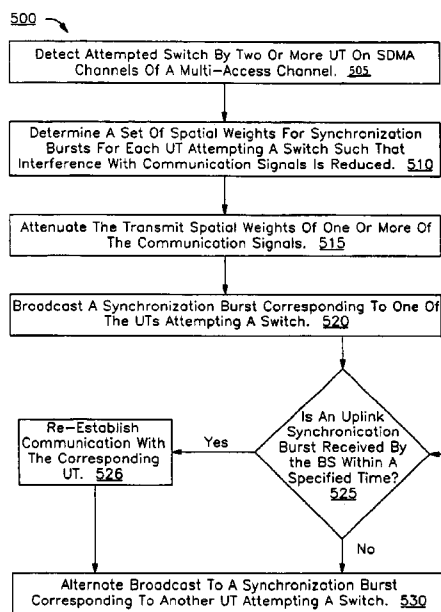 500
Detect Attempted Switch By Two Or More UT On SDMA
Channels Of A Multi-Access Channel. 505
Determine A Set Of Spatial Weights For Synchronization
Bursts For Each UT Attempting A Switch Such That
Interference With Communication Signals Is Reduced. 510
Attenuate The Transmit Spatial Weights Of One Or More Of
The Communication Signals. 515
Broadcast A Synchronization Burst Corresponding To One Of
The UTs Attempting A Switch. 520
Is An Uplink
Synchronication
Burst Received By
the BS Within A
Specified Time?
525
Yes
Re-Establish
Communication With
The Corresponding
UT. 526
No
Alternate Broadcast To A Synchronization Burst
Corresponding To Another UT Attempting A Switch. 530